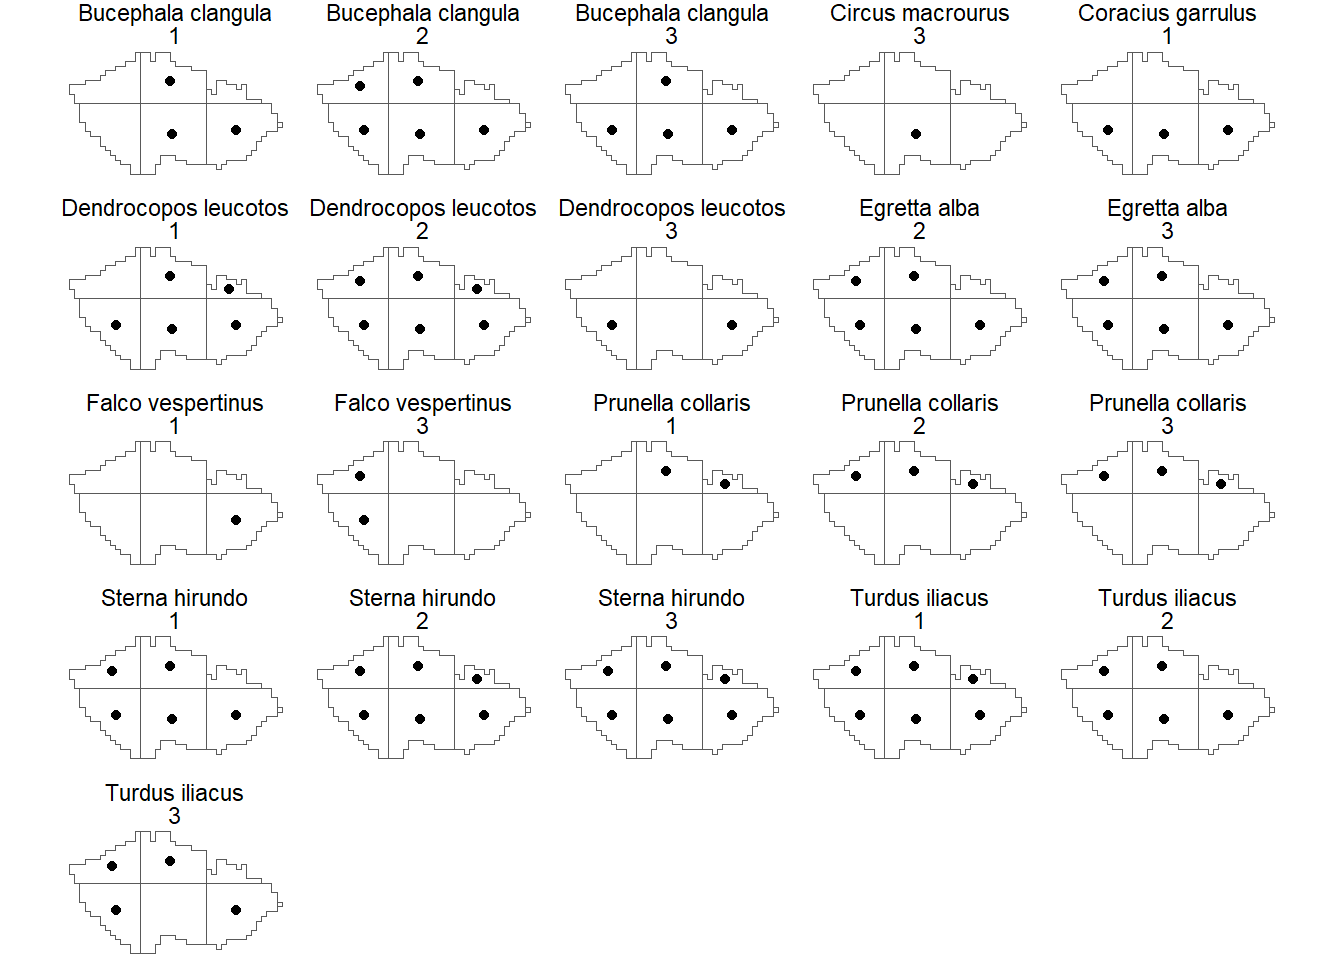 Bucephala clangula
1
Bucephala clangula
2
Bucephala clangula
3
Circus macrourus
3
Coracius garrulus
1
Dendrocopos leucotos
1
Dendrocopos leucotos
2
Dendrocopos leucotos
3
Egretta alba
2
Egretta alba
3
Falco vespertinus
1
Falco vespertinus
3
Prunella collaris
1
Prunella collaris
2
Prunella collaris
3
Sterna hirundo
1
Sterna hirundo
2
Sterna hirundo
3
Turdus iliacus
1
Turdus iliacus
2
Turdus iliacus
3